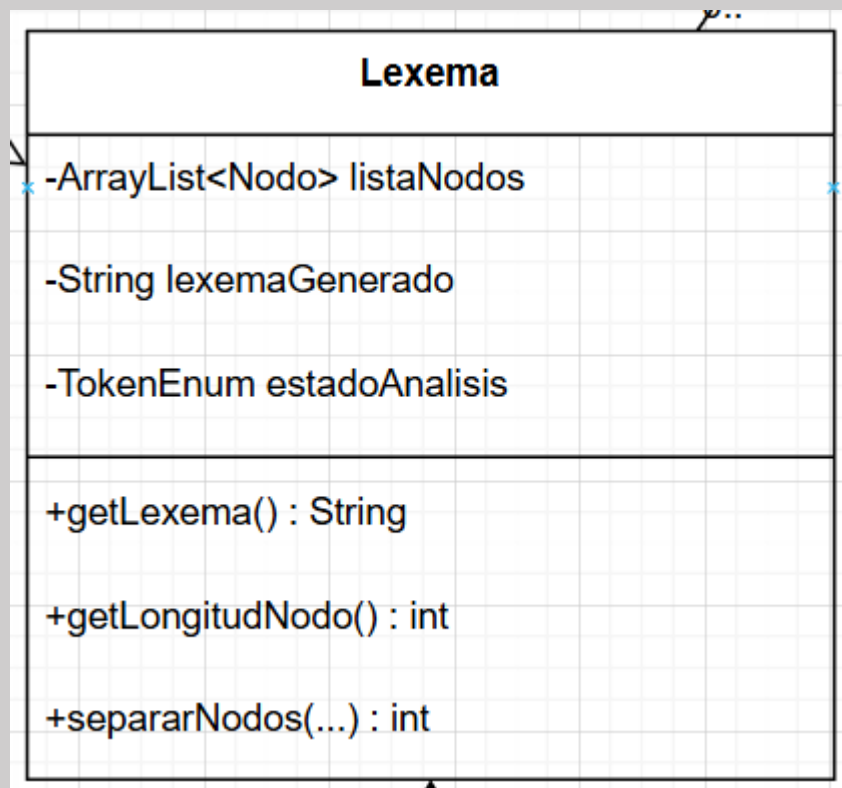 Lexema
-ArrayList<Nodo> listaNodos
-String lexemaGenerado
-TokenEnum estadoAnalisis
+getLexema() : String
+getLongitudNodo() : int
+separarNodos(...) : int